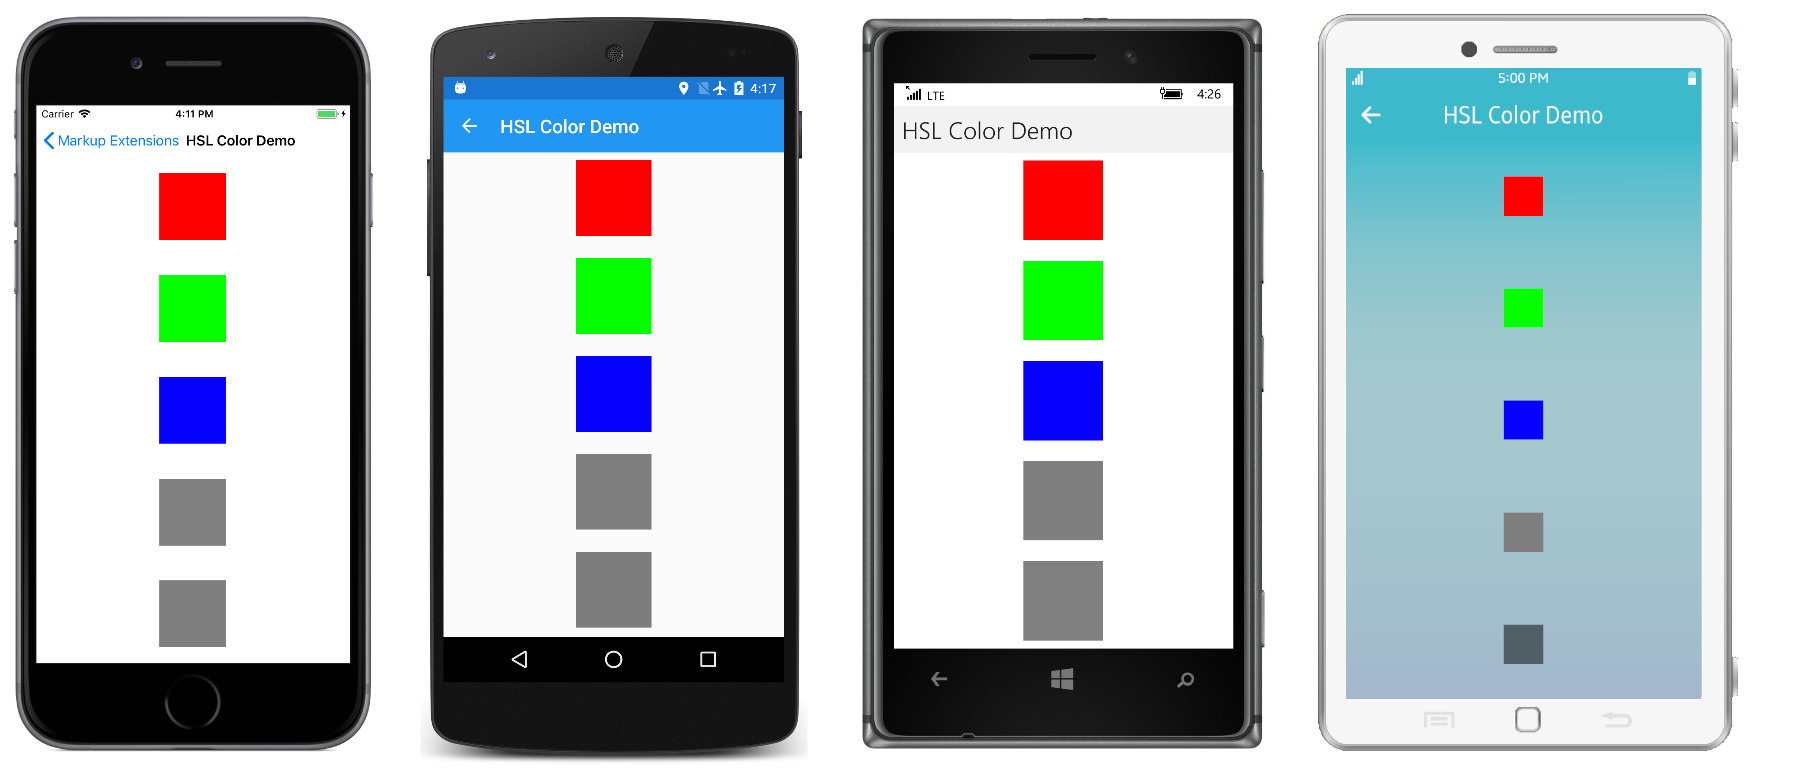 Carrier 4:11 PM
Markup Extensions HSL Color Demo
4:17
HSL Color Demo
LTE 4:26
HSL Color Demo
5:00 PM
HSL Color Demo